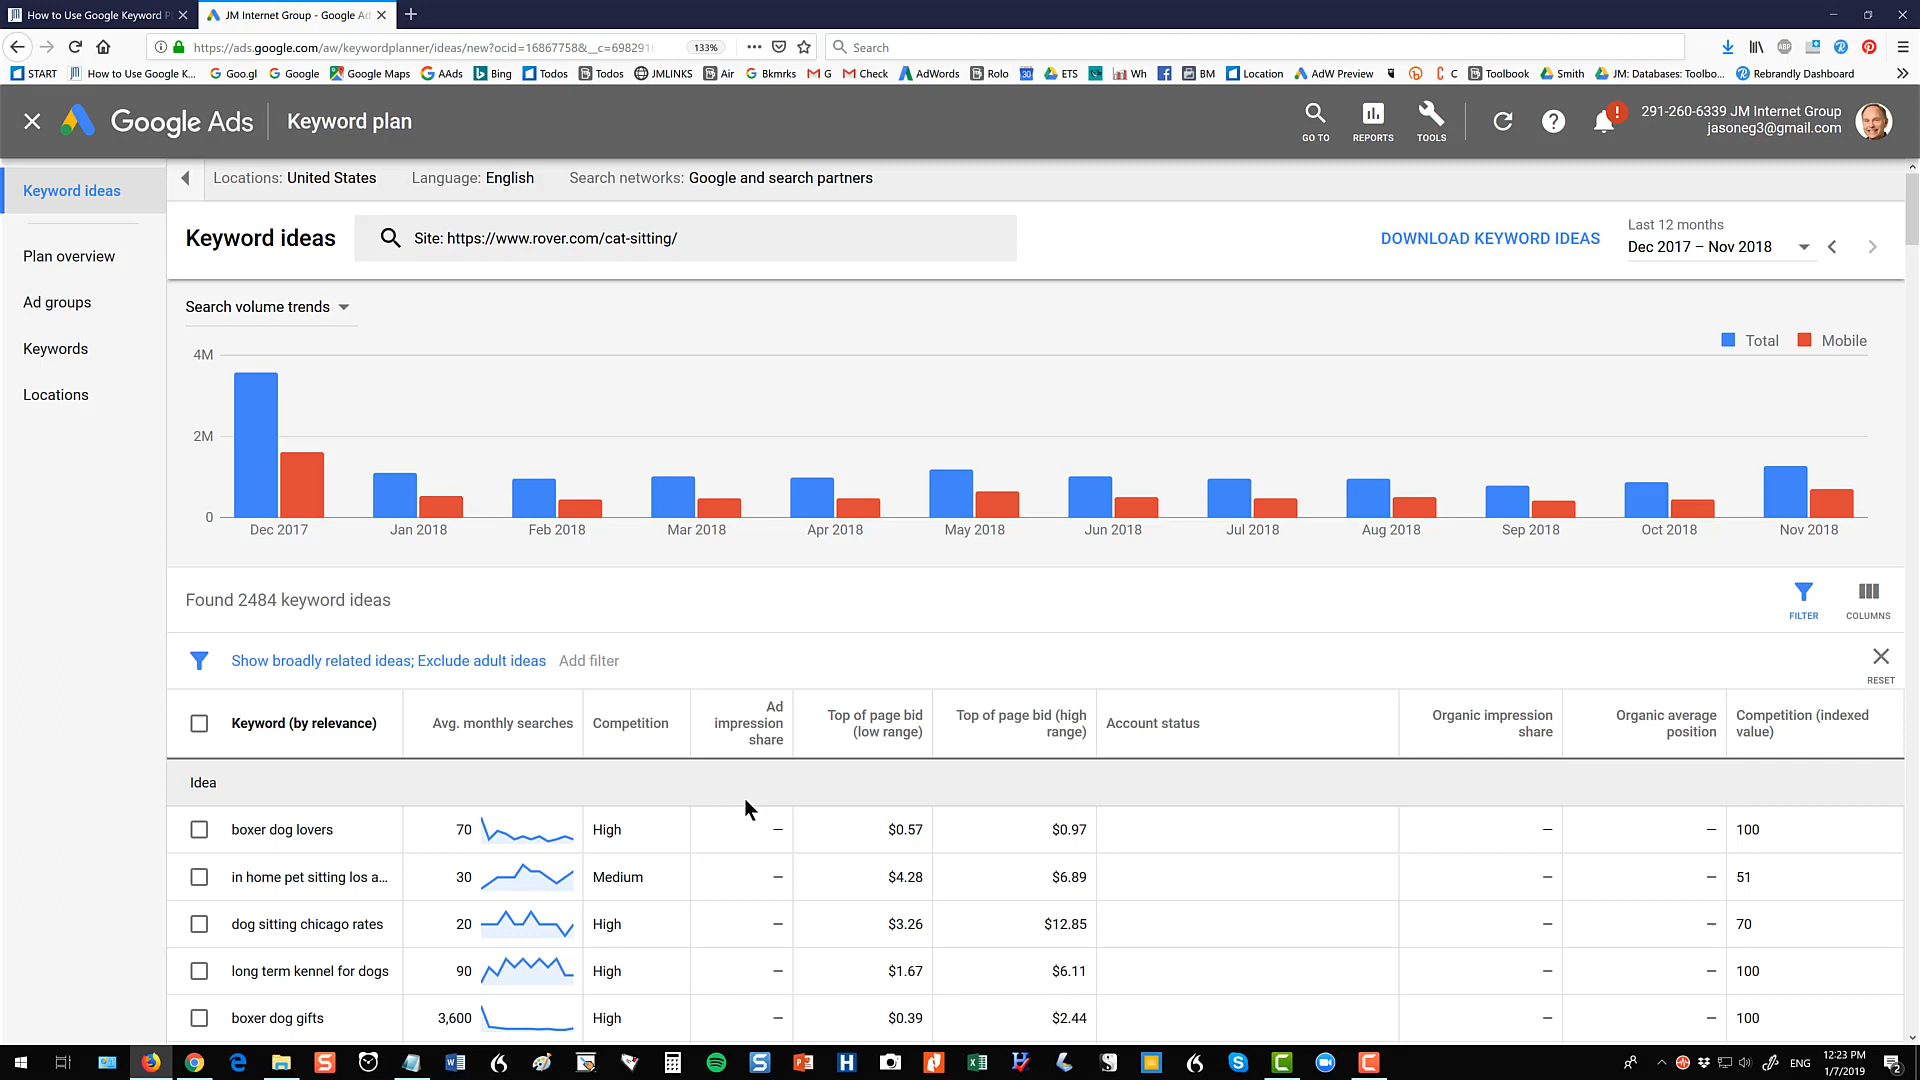 How to Use Google Keyword P
JM Internet Group - Google Ad
https://ads.google.com/aw/keywordplanner/ideas/new?ocid=16867758&__c=698291
133%
Search
START
How to Use Google K...
Goo.gl
Google
Google Maps
AAds
Bing
Todos
Todos
JMLINKS
Air
Bkmrks
G
Check
AdWords
Rolo
ETS
Wh
BM
Location
AdW Preview
C
Toolbook
Smith
JM: Databases: Toolbo...
Rebrandly Dashboard
Google Ads
Keyword plan
GO TO
REPORTS
TOOLS
291-260-6339 JM Internet Group
jasoneg3@gmail.com
Keyword ideas
Plan overview
Ad groups
Keywords
Locations
Locations: United States
Language: English
Search networks: Google and search partners
Keyword ideas
Site: https://www.rover.com/cat-sitting/
DOWNLOAD KEYWORD IDEAS
Last 12 months
Dec 2017 – Nov 2018
Search volume trends
Total
Mobile
4M
2M
0
Dec 2017
Jan 2018
Feb 2018
Mar 2018
Apr 2018
May 2018
Jun 2018
Jul 2018
Aug 2018
Sep 2018
Oct 2018
Nov 2018
Found 2484 keyword ideas
FILTER
COLUMNS
Show broadly related ideas; Exclude adult ideas
Add filter
RESET
Keyword (by relevance)
Avg. monthly searches
Competition
Ad
impression
share
Top of page bid
(low range)
Top of page bid (high
range)
Account status
Organic impression
share
Organic average
position
Competition (indexed
value)
Idea
boxer dog lovers 70 High – $0.57 $0.97 – – 100
in home pet sitting los a... 30 Medium – $4.28 $6.89 – – 51
dog sitting chicago rates 20 High – $3.26 $12.85 – – 70
long term kennel for dogs 90 High – $1.67 $6.11 – – 100
boxer dog gifts 3,600 High – $0.39 $2.44 – – 100
ENG
12:23 PM
1/7/2019
2